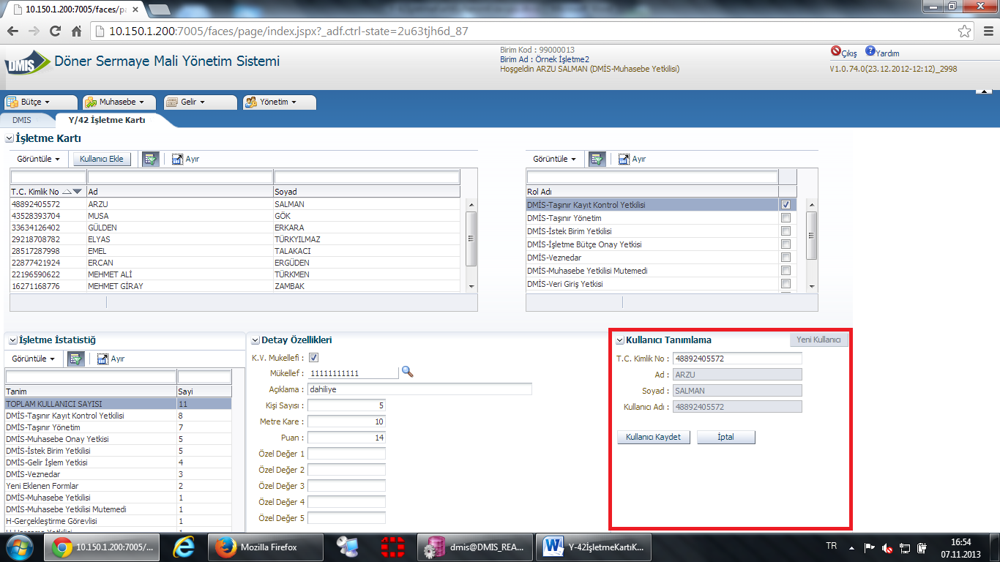 10.150.1.200:7005/faces/pa
10.150.1.200:7005/faces/page/index.jspx?_adf.ctrl-state=2u63tjh6d_87
DMIS Döner Sermaye Mali Yönetim Sistemi
Birim Kod : 99000013
Birim Ad : Örnek İşletme2
Hoşgeldin ARZU SALMAN (DMİS-Muhasebe Yetkilisi)
Çıkış Yardım
V1.0.74.0(23.12.2012-12:12)_2998
Bütçe Muhasebe Gelir Yönetim
DMIS Y/42 İşletme Kartı
İşletme Kartı
Görüntüle Kullanıcı Ekle Ayır
T.C. Kimlik No Ad Soyad
48892405572 ARZU SALMAN
43528393704 MUSA GÖK
33634126402 GÜLDEN ERKARA
29218708782 ELYAS TÜRKYILMAZ
28517287998 EMEL TALAKACI
22877421924 ERCAN ERGÜDEN
22196590622 MEHMET ALİ TÜRKMEN
16271168776 MEHMET GİRAY ZAMBAK
Görüntüle Ayır
Rol Adı
DMİS-Taşınır Kayıt Kontrol Yetkilisi
DMİS-Taşınır Yönetim
DMİS-İstek Birim Yetkilisi
DMİS-İşletme Bütçe Onay Yetkisi
DMİS-Veznedar
DMİS-Muhasebe Yetkilisi Mutemedi
DMİS-Veri Giriş Yetkisi
İşletme İstatistiğ
Görüntüle Ayır
Tanim Sayi
TOPLAM KULLANICI SAYISI 11
DMİS-Taşınır Kayıt Kontrol Yetkilisi 8
DMİS-Taşınır Yönetim 7
DMİS-Muhasebe Onay Yetkisi 5
DMİS-İstek Birim Yetkilisi 5
DMİS-Gelir İşlem Yetkisi 4
DMİS-Veznedar 3
Yeni Eklenen Formlar 2
DMİS-Muhasebe Yetkilisi 1
DMİS-Muhasebe Yetkilisi Mutemedi 1
H-Gerçekleştirme Görevlisi 1
Detay Özellikleri
K.V. Mukellefi :
Mükellef : 11111111111
Açıklama : dahiliye
Kişi Sayısı : 5
Metre Kare : 10
Puan : 14
Özel Değer 1
Özel Değer 2
Özel Değer 3
Özel Değer 4
Özel Değer 5
Kullanıcı Tanımlama Yeni Kullanıcı
T.C. Kimlik No : 48892405572
Ad : ARZU
Soyad : SALMAN
Kullanıcı Adı : 48892405572
Kullanıcı Kaydet İptal
10.150.1.200:7005/... Mozilla Firefox dmis@DMIS_REA... Y-42İşletmeKartıK...
TR 16:54
07.11.2013